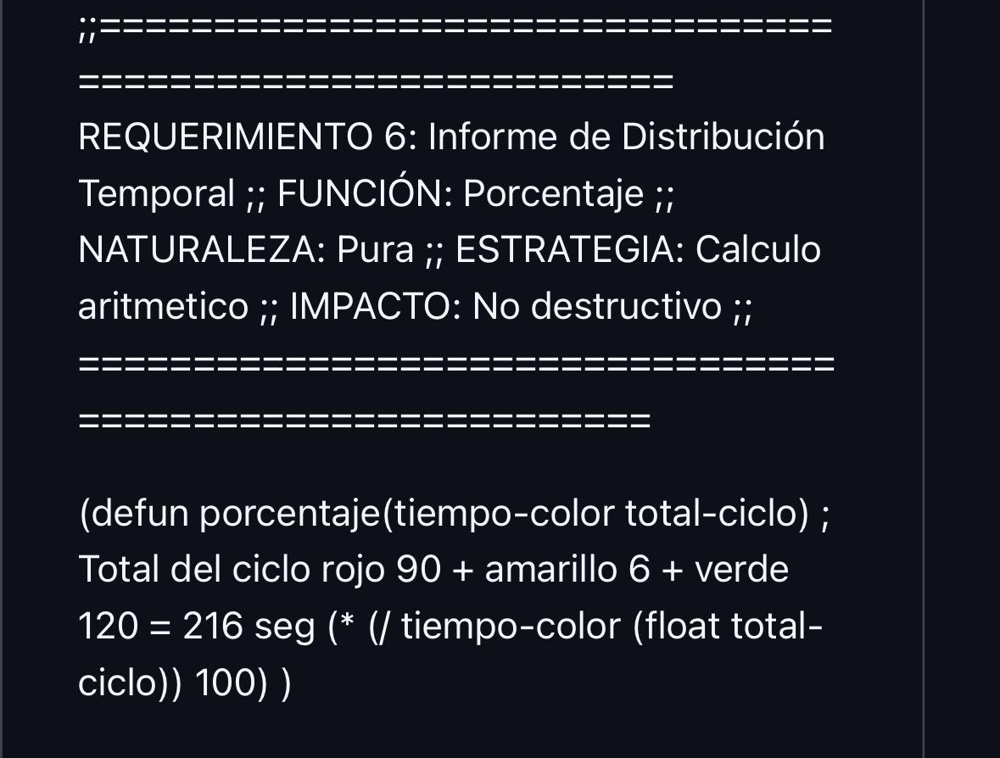 ;;================================
==========================
REQUERIMIENTO 6: Informe de Distribución
Temporal ;; FUNCIÓN: Porcentaje ;;
NATURALEZA: Pura ;; ESTRATEGIA: Calculo
aritmetico ;; IMPACTO: No destructivo ;;
=================================
=========================
(defun porcentaje(tiempo-color total-ciclo) ;
Total del ciclo rojo 90 + amarillo 6 + verde
120 = 216 seg (* (/ tiempo-color (float total-
ciclo)) 100) )